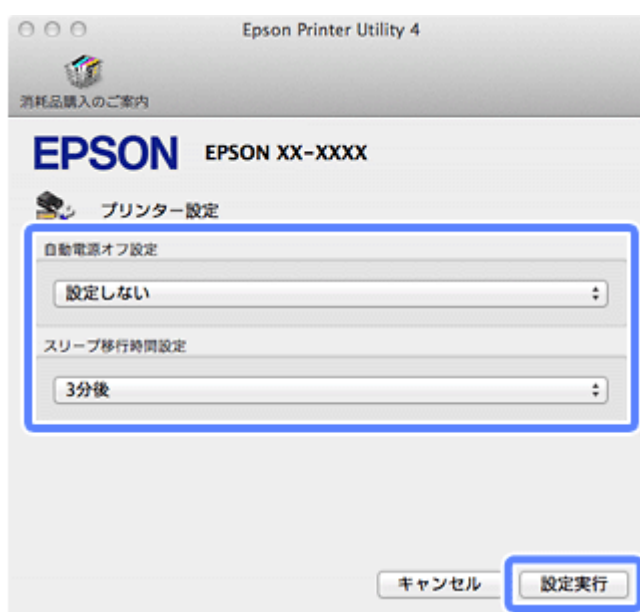 Epson Printer Utility 4
消耗品購入のご案内
EPSON EPSON XX-XXXX
プリンター設定
自動電源オフ設定
設定しない
スリープ移行時間設定
3分後
キャンセル 設定実行